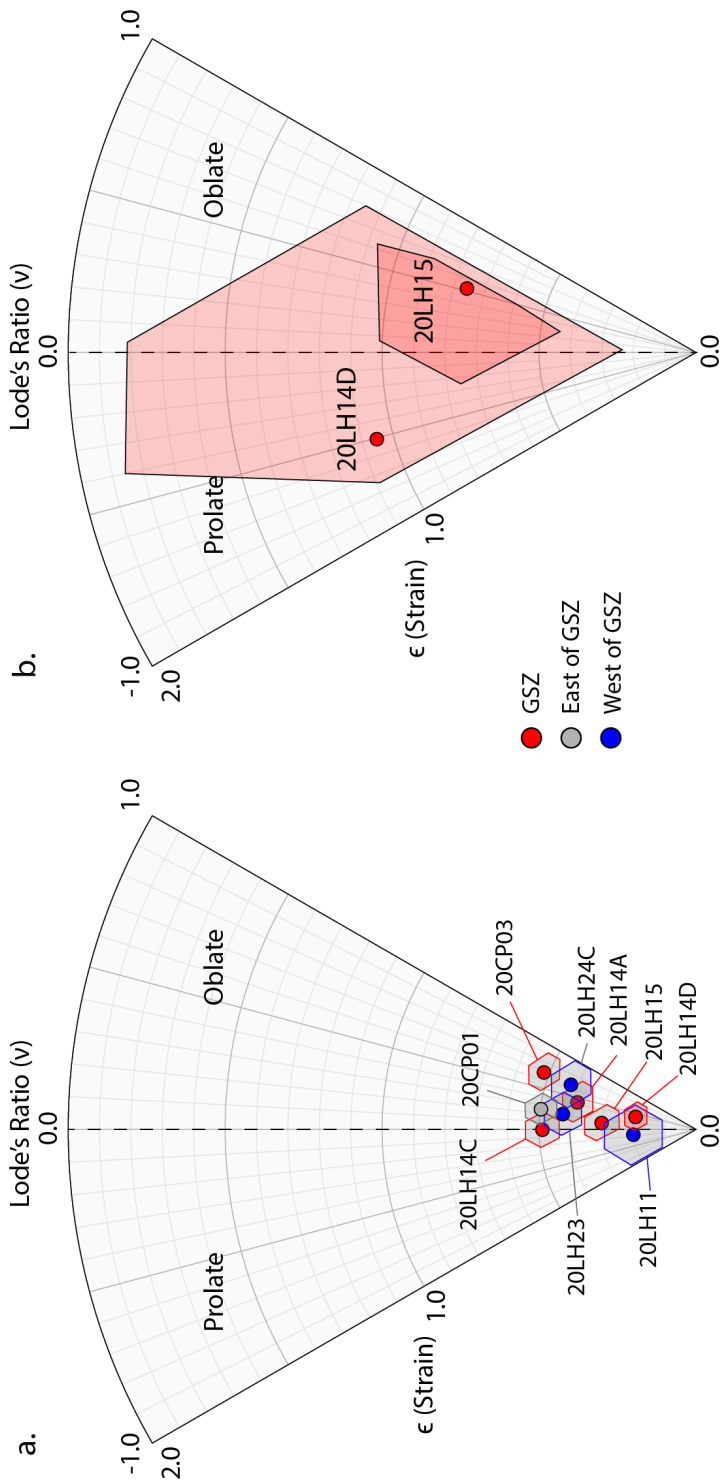 a.
Lode's Ratio (ν)
-1.0
0.0
1.0
2.0
Prolate
Oblate
1.0
ϵ (Strain)
20LH14C
20CP01
20CP03
20LH23
20LH24C
20LH14A
20LH15
20LH14D
20LH11
0.0
b.
Lode's Ratio (ν)
-1.0
0.0
1.0
2.0
Prolate
Oblate
20LH14D
20LH15
1.0
ϵ (Strain)
0.0
GSZ
East of GSZ
West of GSZ